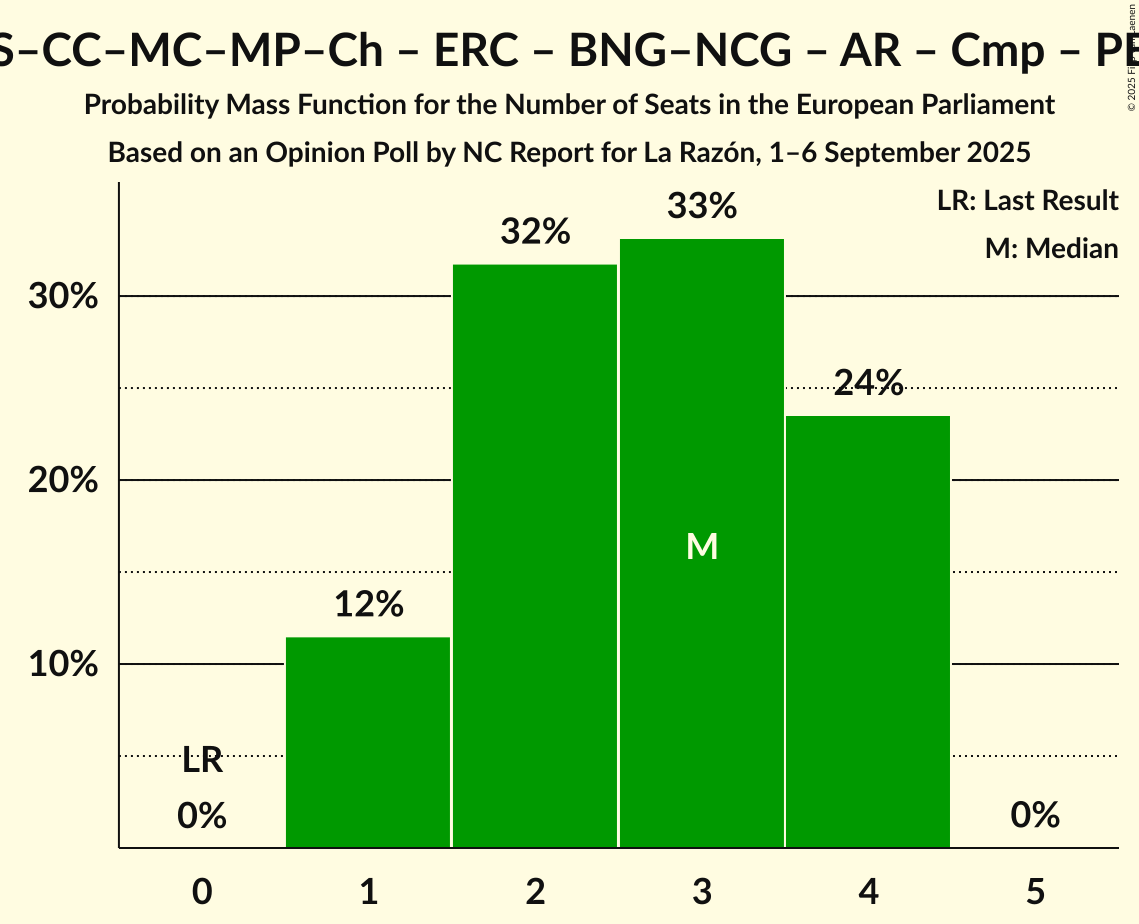 S–CC–MC–MP–Ch – ERC – BNG–NCG – AR – Cmp –
Probability Mass Function for the Number of Seats in the European Parliament
Based on an Opinion Poll by NC Report for La Razón, 1–6 September 2025
LR: Last Result
M: Median
33%
32%
30%
24%
20%
M
12%
10%
LR
0%
0%
0 1 2 3 4 5
© 2025